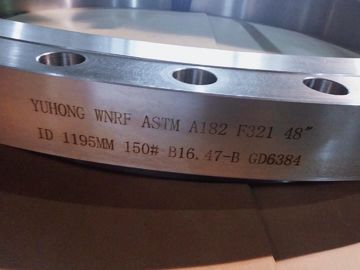 YUHONG WNRF ASTM A182 F321 48"
ID 1195MM 150# B16.47-B GD6384